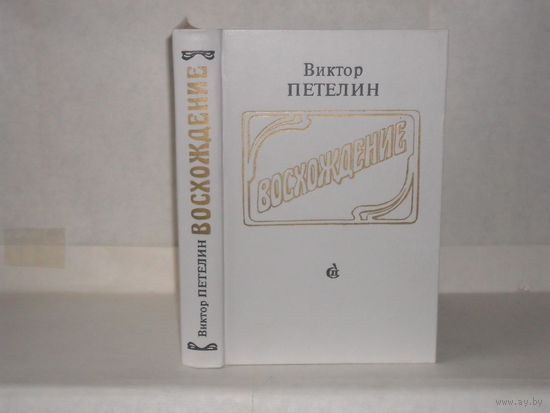 Виктор ПЕТЕЛИН ВОСХОЖДЕНИЕ
Виктор
ПЕТЕЛИН
ВОСХОЖДЕНИЕ
www.ay.by